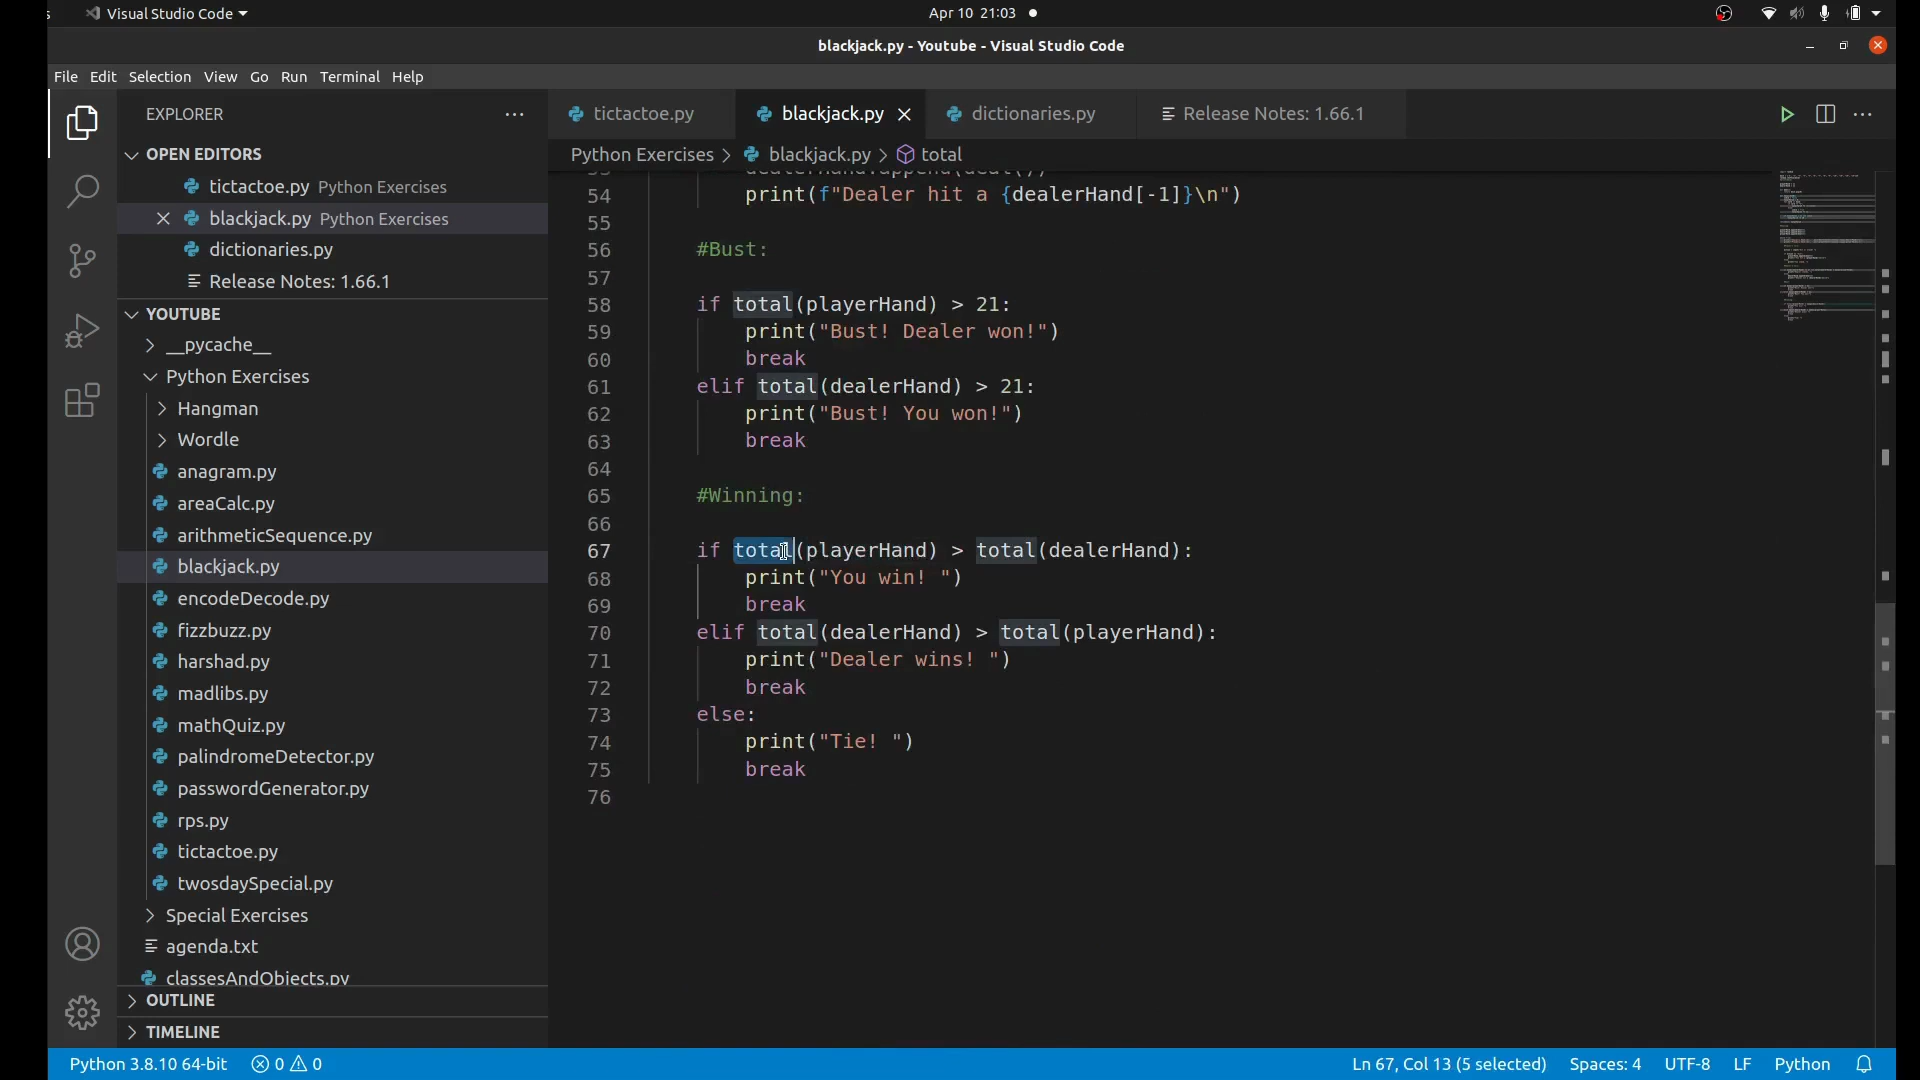 s Visual Studio Code Apr 10 21:03
blackjack.py - Youtube - Visual Studio Code
File Edit Selection View Go Run Terminal Help
EXPLORER
tictactoe.py blackjack.py dictionaries.py Release Notes: 1.66.1
OPEN EDITORS
tictactoe.py Python Exercises
blackjack.py Python Exercises
dictionaries.py
Release Notes: 1.66.1
YOUTUBE
__pycache__
Python Exercises
Hangman
Wordle
anagram.py
areaCalc.py
arithmeticSequence.py
blackjack.py
encodeDecode.py
fizzbuzz.py
harshad.py
madlibs.py
mathQuiz.py
palindromeDetector.py
passwordGenerator.py
rps.py
tictactoe.py
twosdaySpecial.py
Special Exercises
agenda.txt
classesAndObjects.py
OUTLINE
TIMELINE
Python Exercises > blackjack.py > total
53 dealerHand.append(deal())
54 print(f"Dealer hit a {dealerHand[-1]}\n")
55
56 #Bust:
57
58 if total(playerHand) > 21:
59 print("Bust! Dealer won!")
60 break
61 elif total(dealerHand) > 21:
62 print("Bust! You won!")
63 break
64
65 #Winning:
66
67 if total(playerHand) > total(dealerHand):
68 print("You win! ")
69 break
70 elif total(dealerHand) > total(playerHand):
71 print("Dealer wins! ")
72 break
73 else:
74 print("Tie! ")
75 break
76
Python 3.8.10 64-bit 0 0 Ln 67, Col 13 (5 selected) Spaces: 4 UTF-8 LF Python